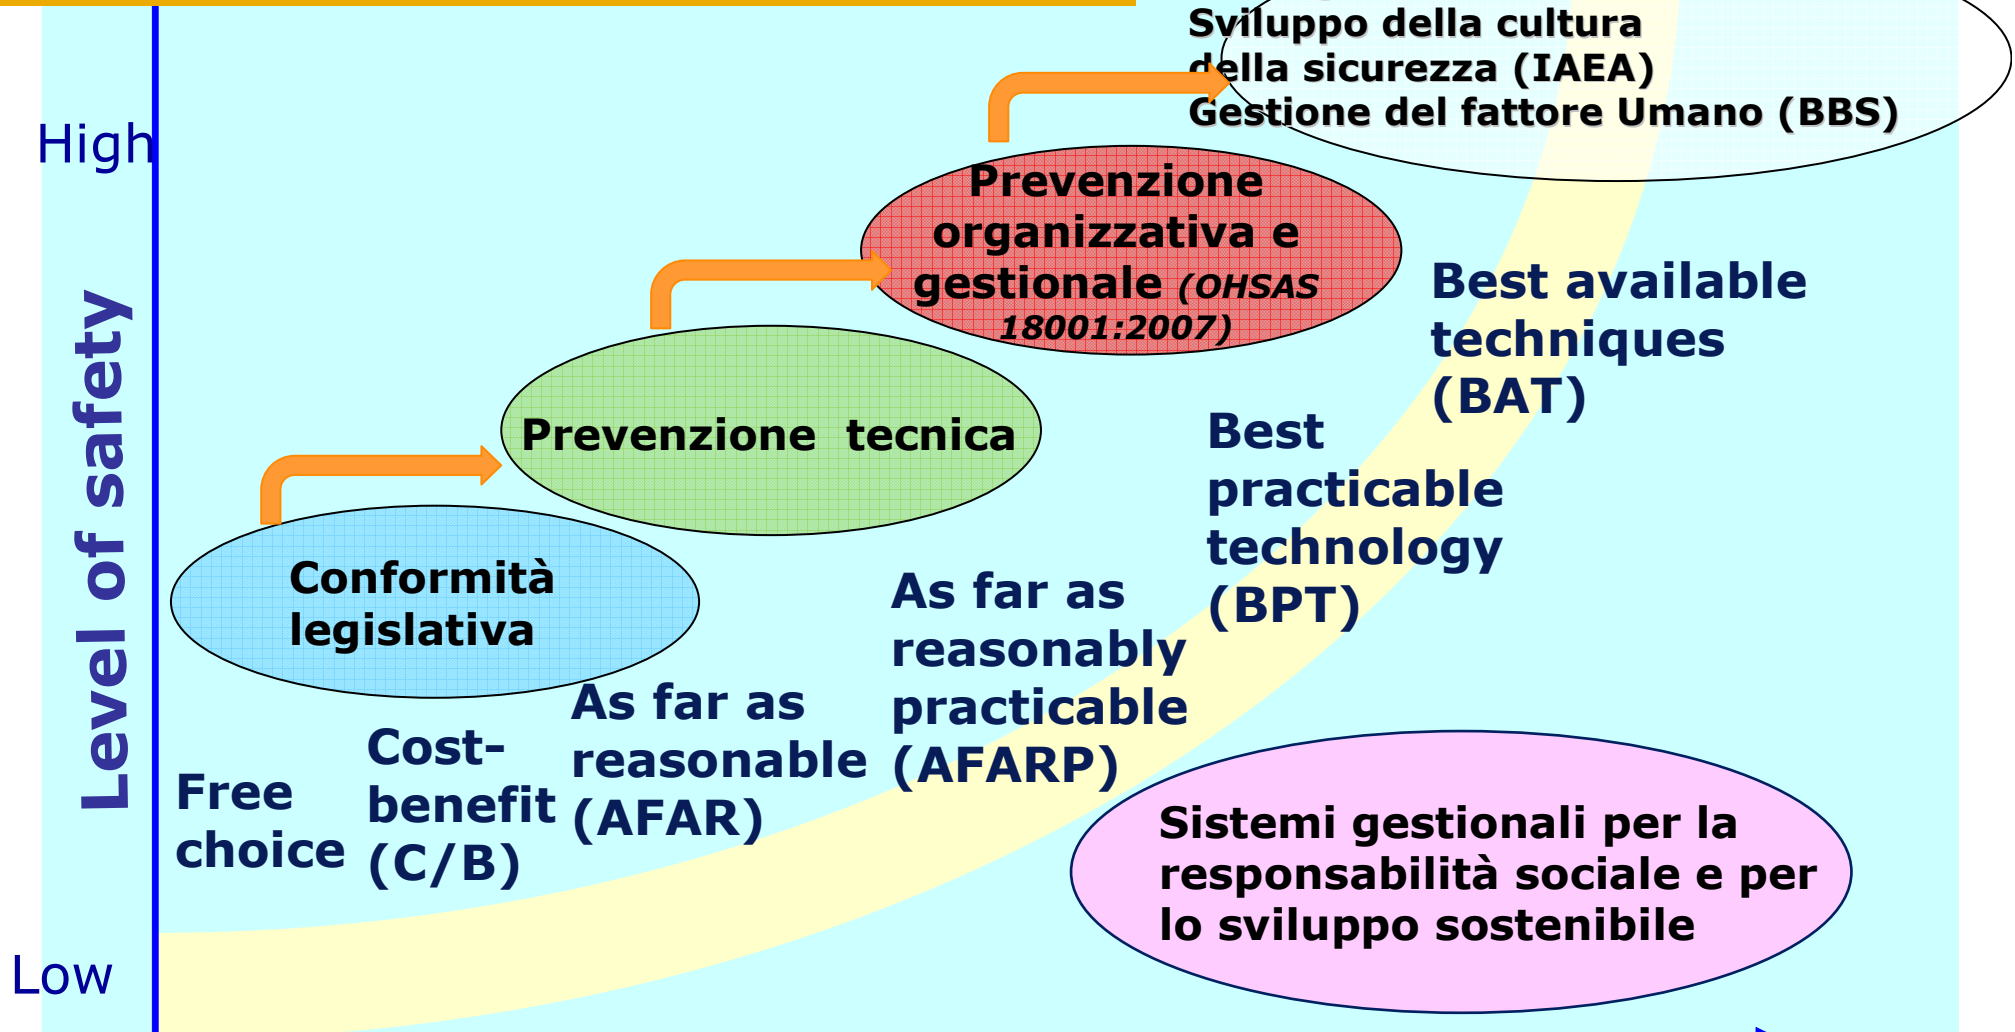 Sviluppo della cultura
della sicurezza (IAEA)
Gestione del fattore Umano (BBS)
High
Prevenzione
organizzativa e
gestionale (OHSAS
18001:2007)
Best available
techniques
(BAT)
Level of safety
Prevenzione tecnica
Best
practicable
technology
(BPT)
Conformità
legislativa
As far as
reasonably
practicable
(AFARP)
As far as
reasonable
(AFAR)
Cost-
benefit
(C/B)
Free
choice
Sistemi gestionali per la
responsabilità sociale e per
lo sviluppo sostenibile
Low